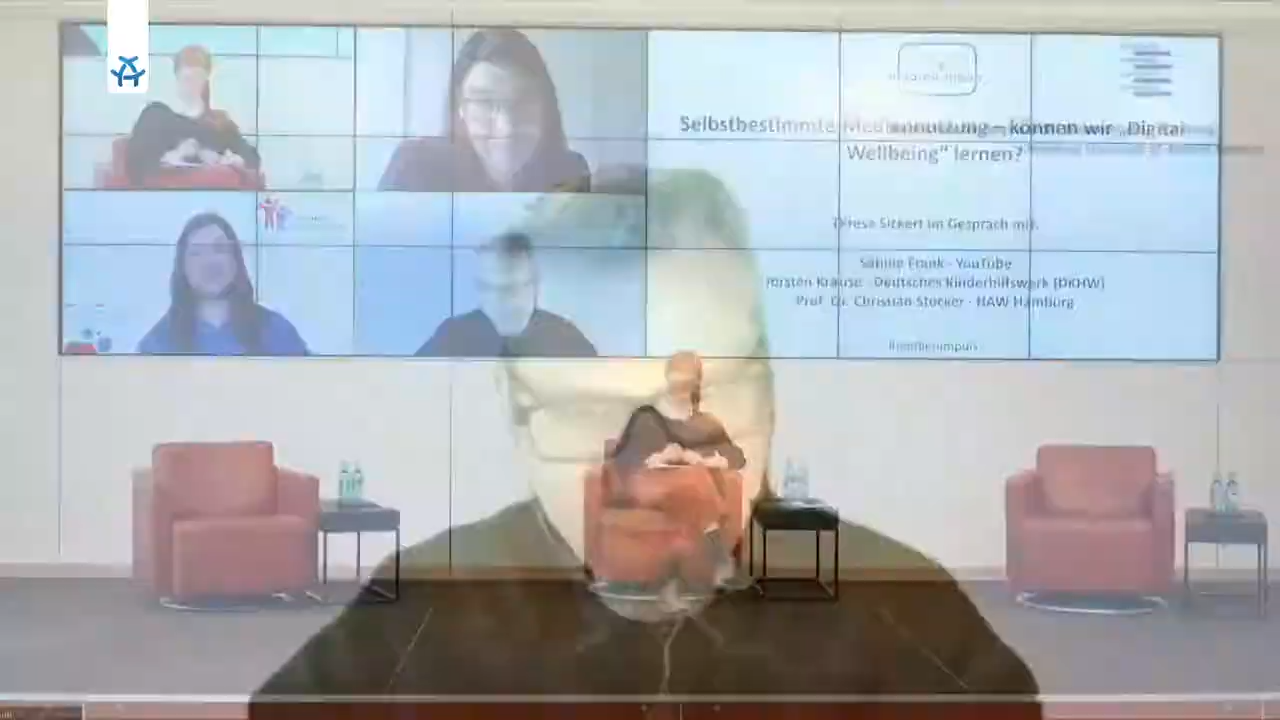 Selbstbestimmte Mediennutzung – können wir „Digital
Wellbeing" lernen?
Teresa Sickert im Gespräch mit:
Sabine Frank - YouTube
Torsten Krause - Deutsches Kinderhilfswerk (DKHW)
Prof. Dr. Christian Stöcker - HAW Hamburg